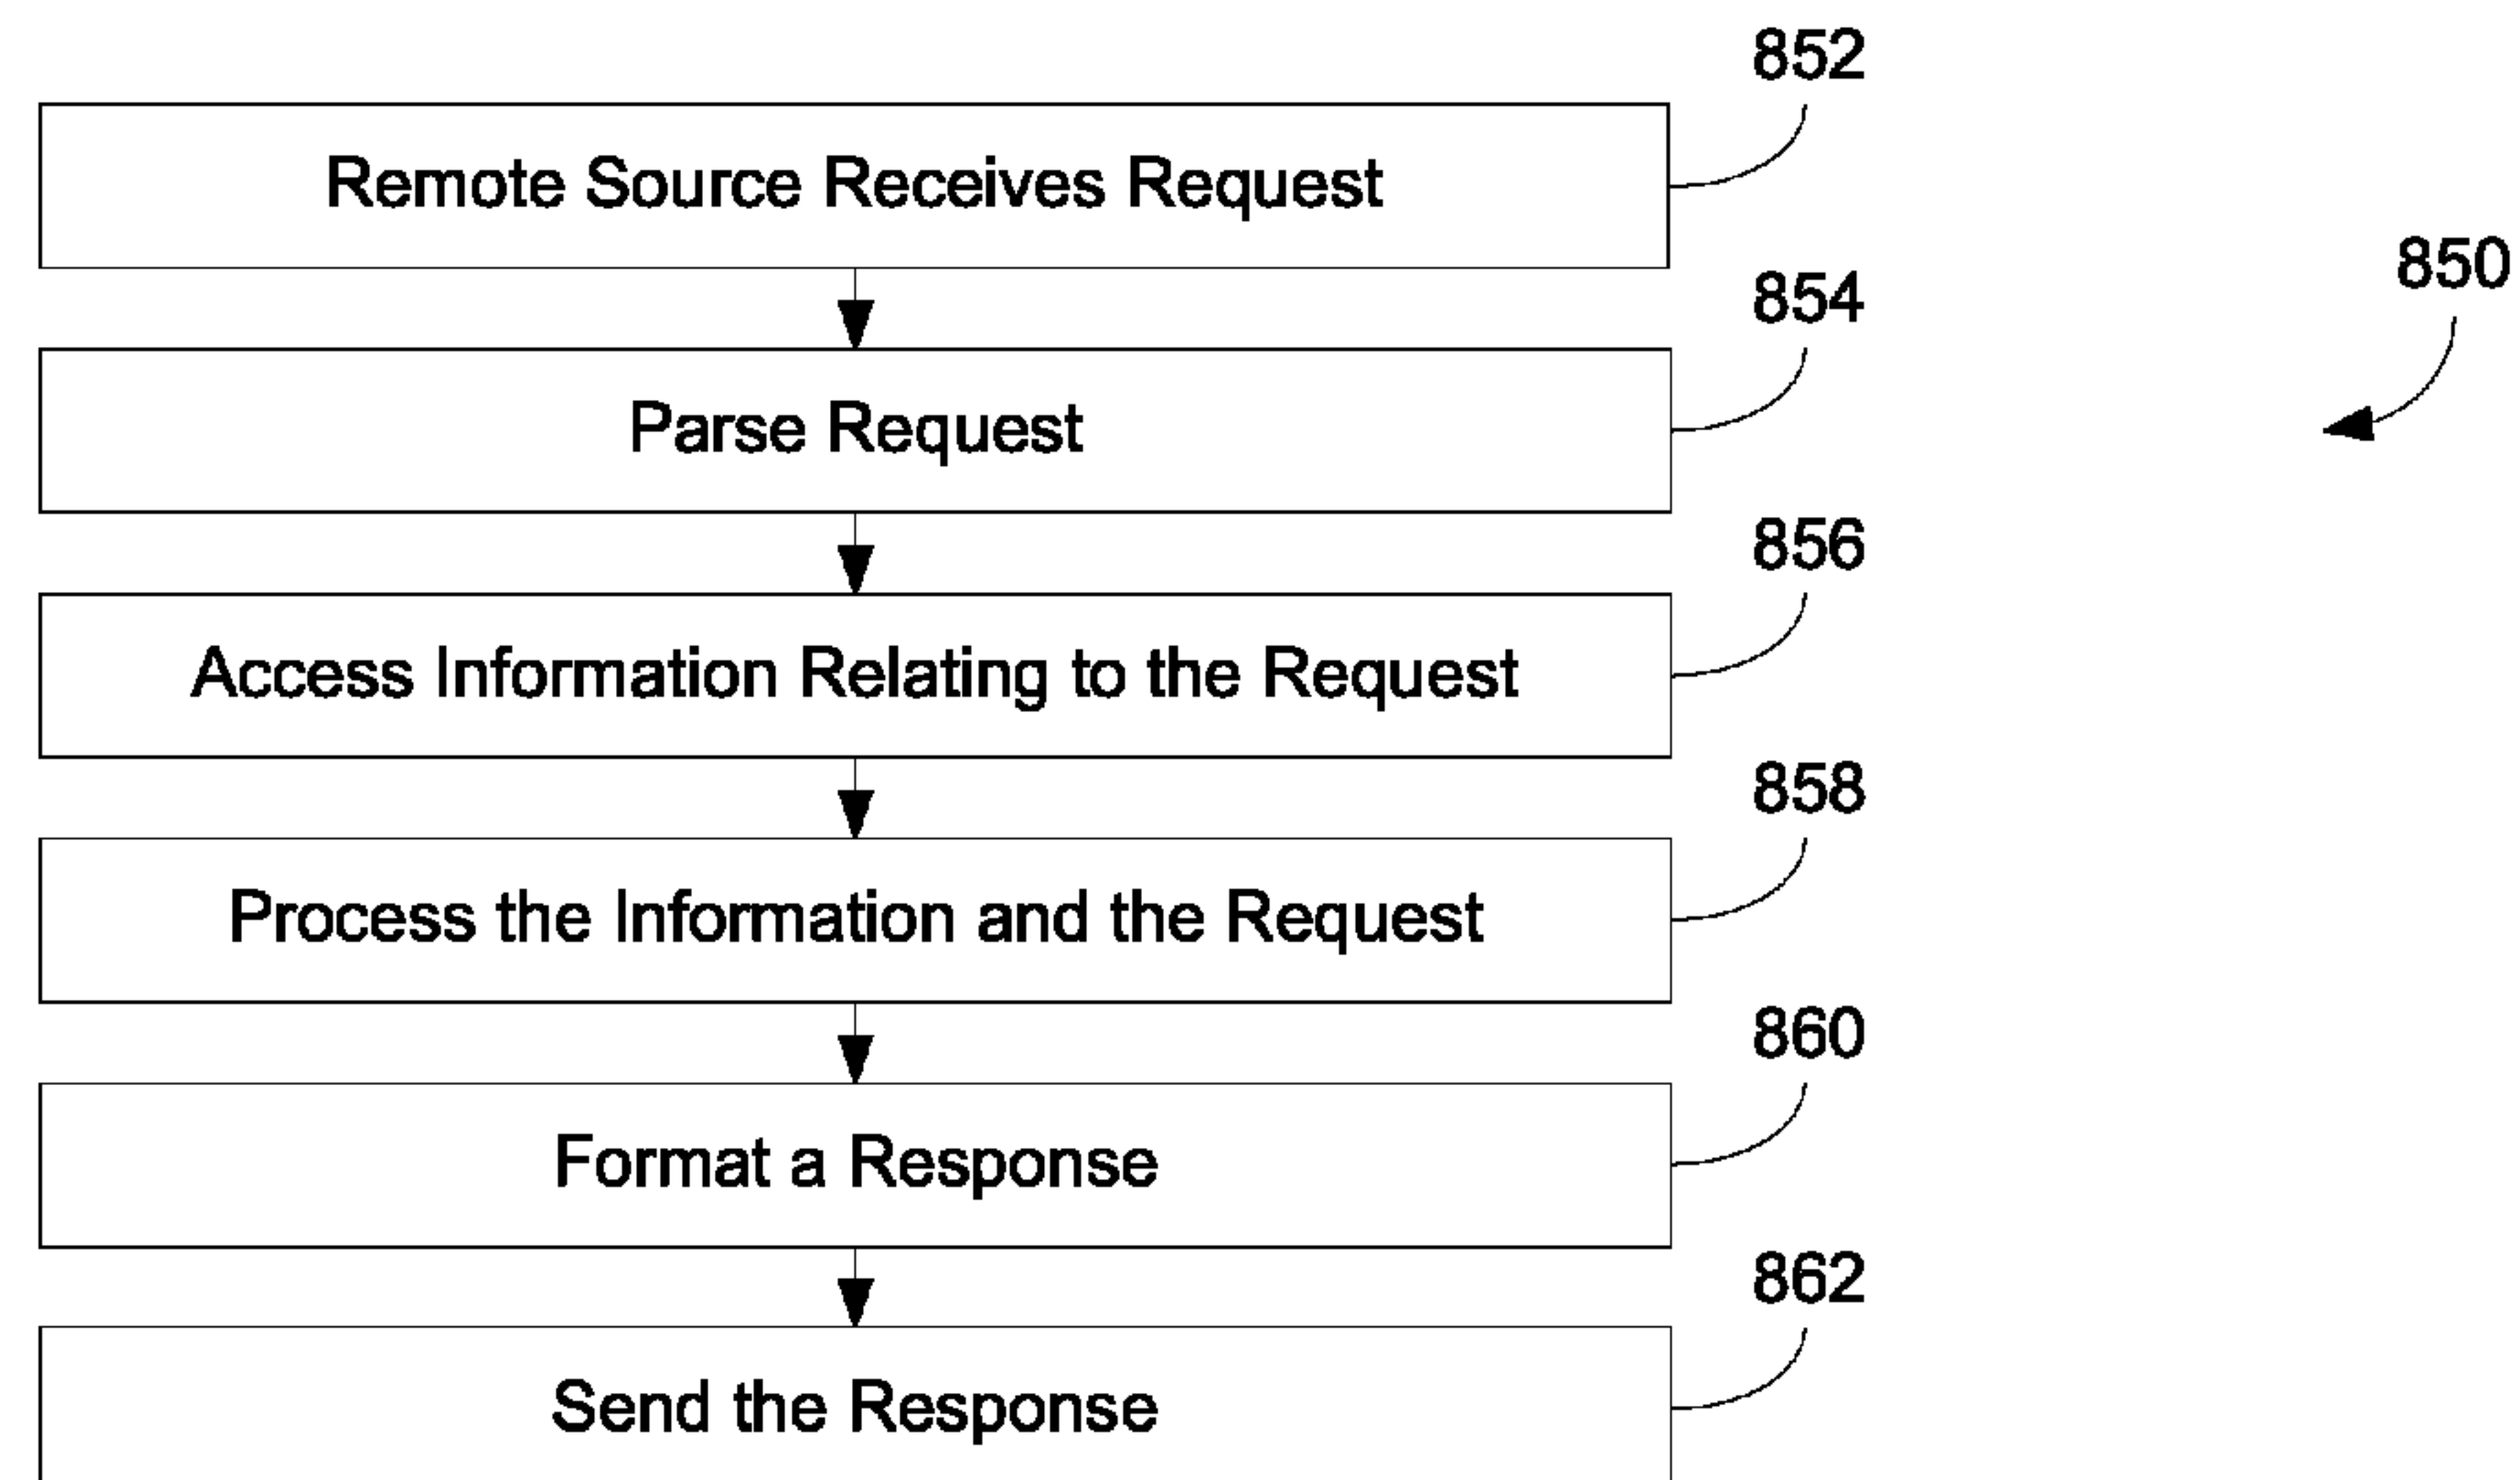 852
Remote Source Receives Request
850
854
Parse Request
856
Access Information Relating to the Request
858
Process the Information and the Request
860
Format a Response
862
Send the Response